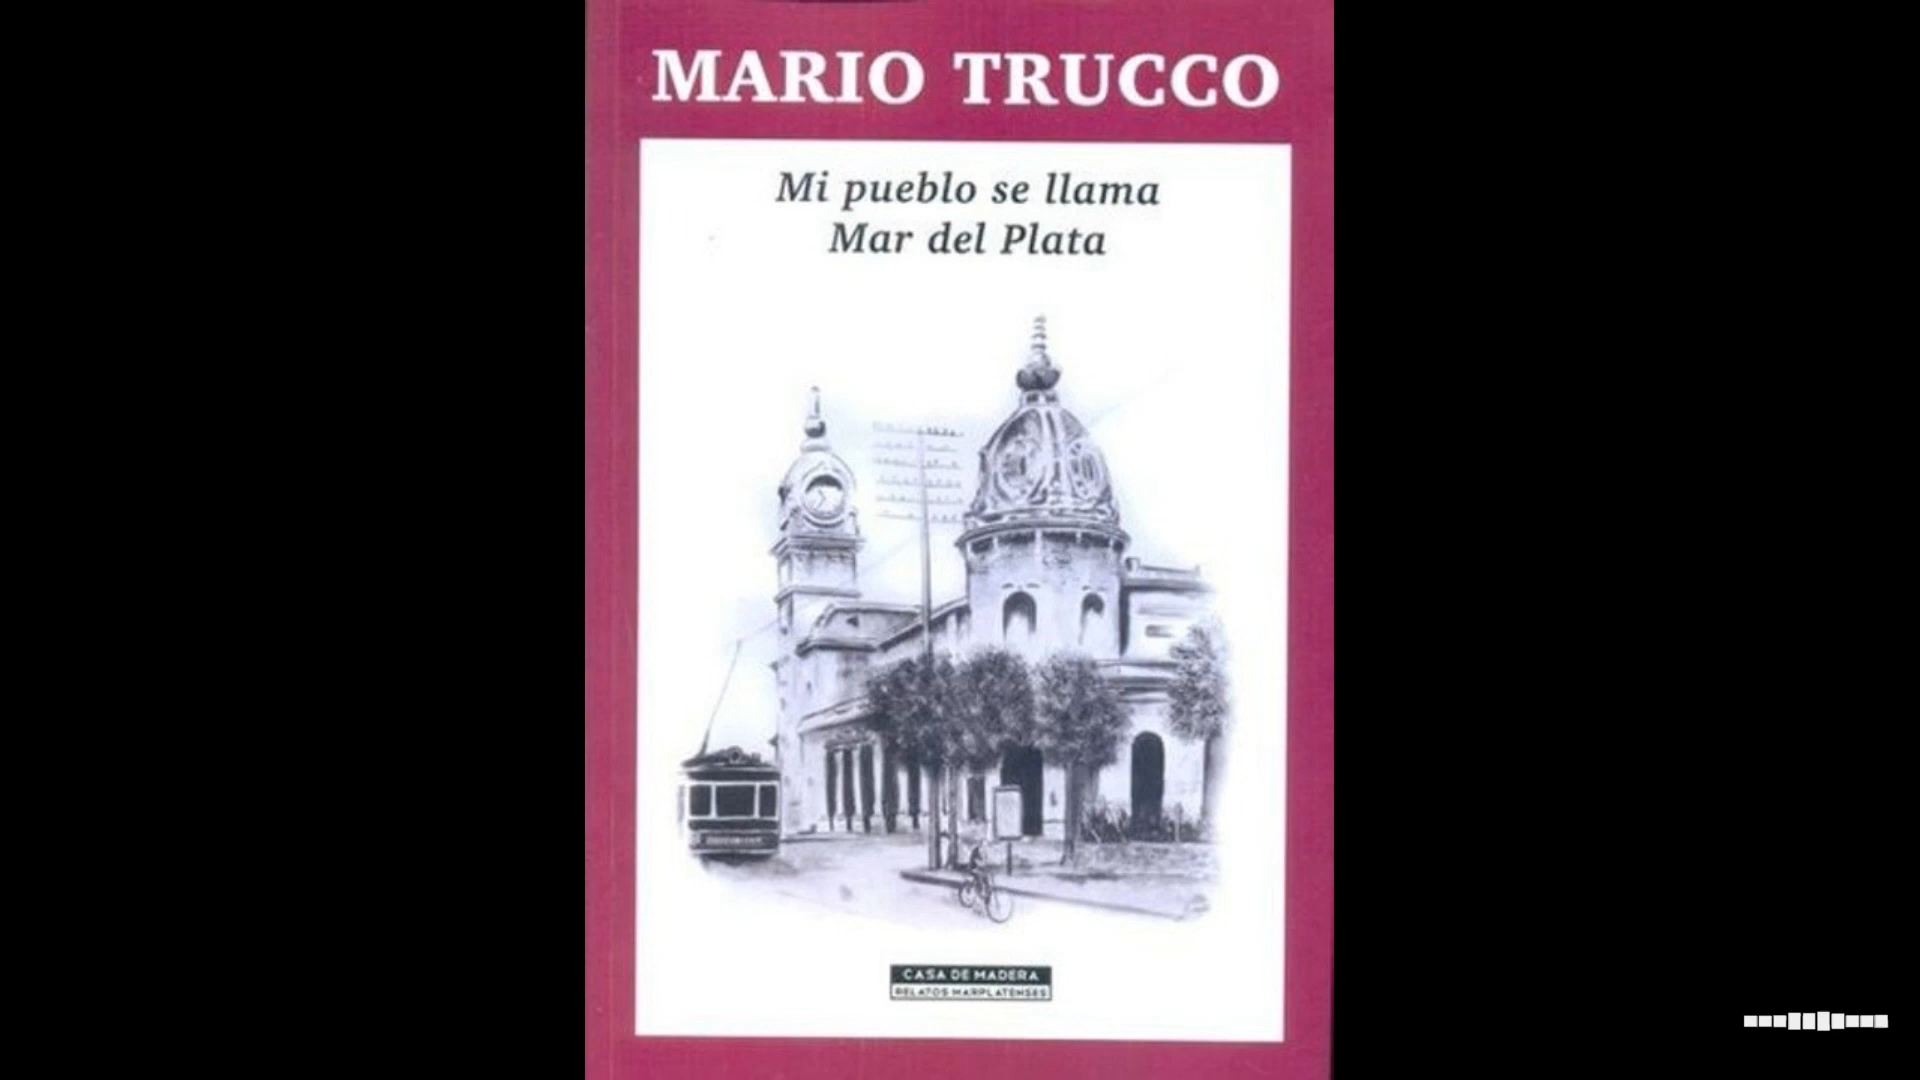 MARIO TRUCCO
Mi pueblo se llama
Mar del Plata
CASA DE MADERA
RELATOS MARPLATENSES